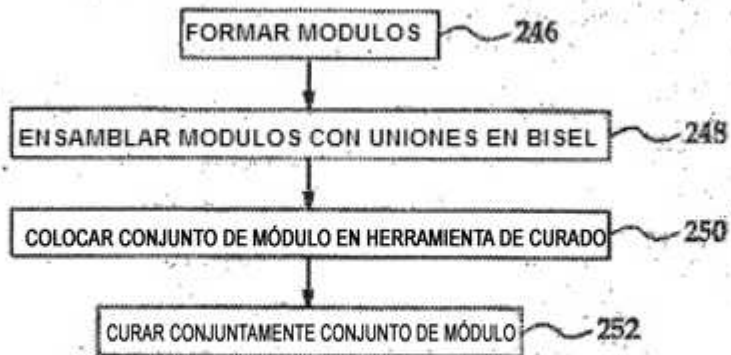 FORMAR MODULOS 246
ENSAMBLAR MODULOS CON UNIONES EN BISEL 248
COLOCAR CONJUNTO DE MÓDULO EN HERRAMIENTA DE CURADO 250
CURAR CONJUNTAMENTE CONJUNTO DE MÓDULO 252